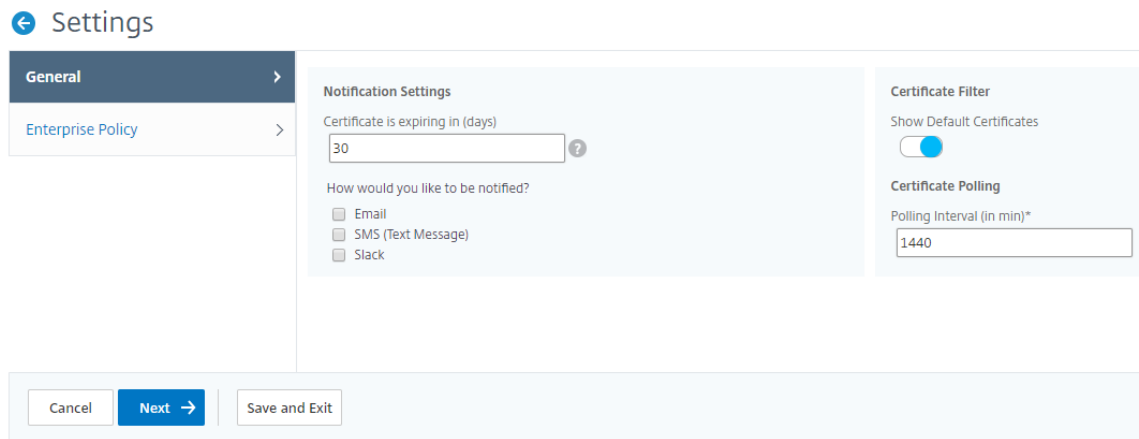 Settings
General
Enterprise Policy
Notification Settings
Certificate is expiring in (days)
30
?
How would you like to be notified?
Email
SMS (Text Message)
Slack
Certificate Filter
Show Default Certificates
Certificate Polling
Polling Interval (in min)*
1440
Cancel
Next
Save and Exit